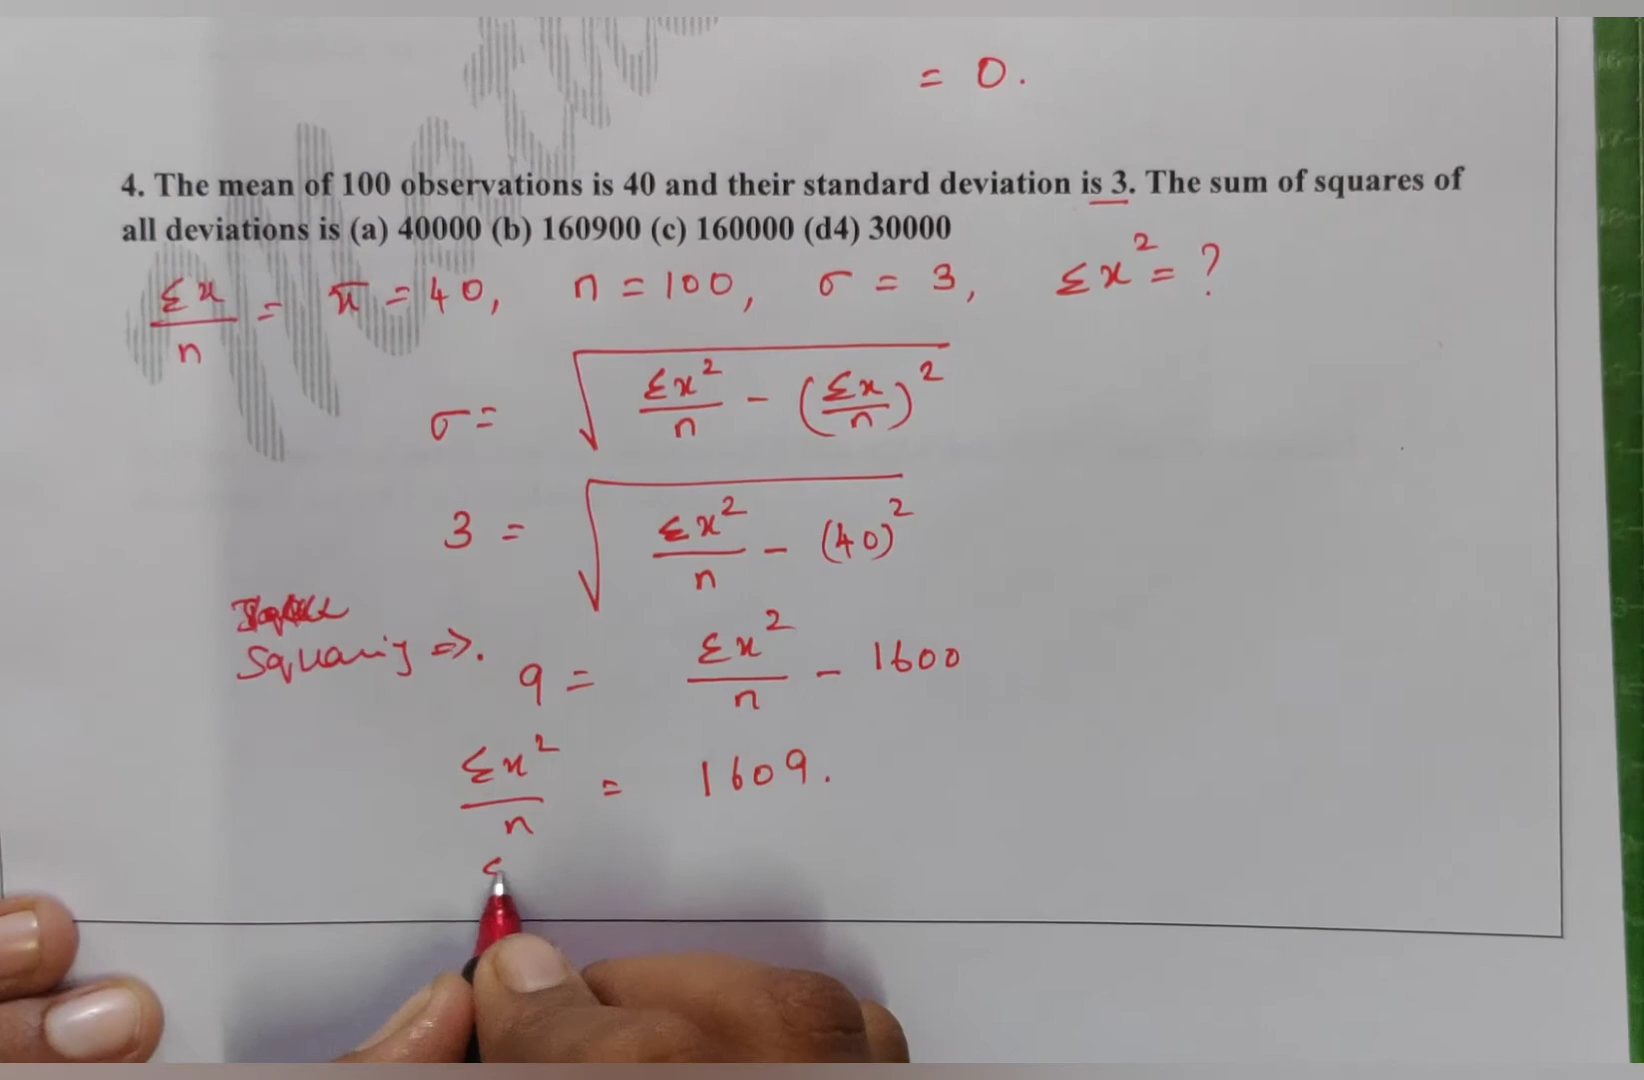 = 0.
4. The mean of 100 observations is 40 and their standard deviation is 3. The sum of squares of
all deviations is (a) 40000 (b) 160900 (c) 160000 (d4) 30000
Σx/n = x̄ = 40, n = 100, σ = 3, Σx² = ?
σ = √(Σx²/n - (Σx/n)²)
3 = √(Σx²/n - (40)²)
Squaring ⇒. 9 = Σx²/n - 1600
Σx²/n = 1609.